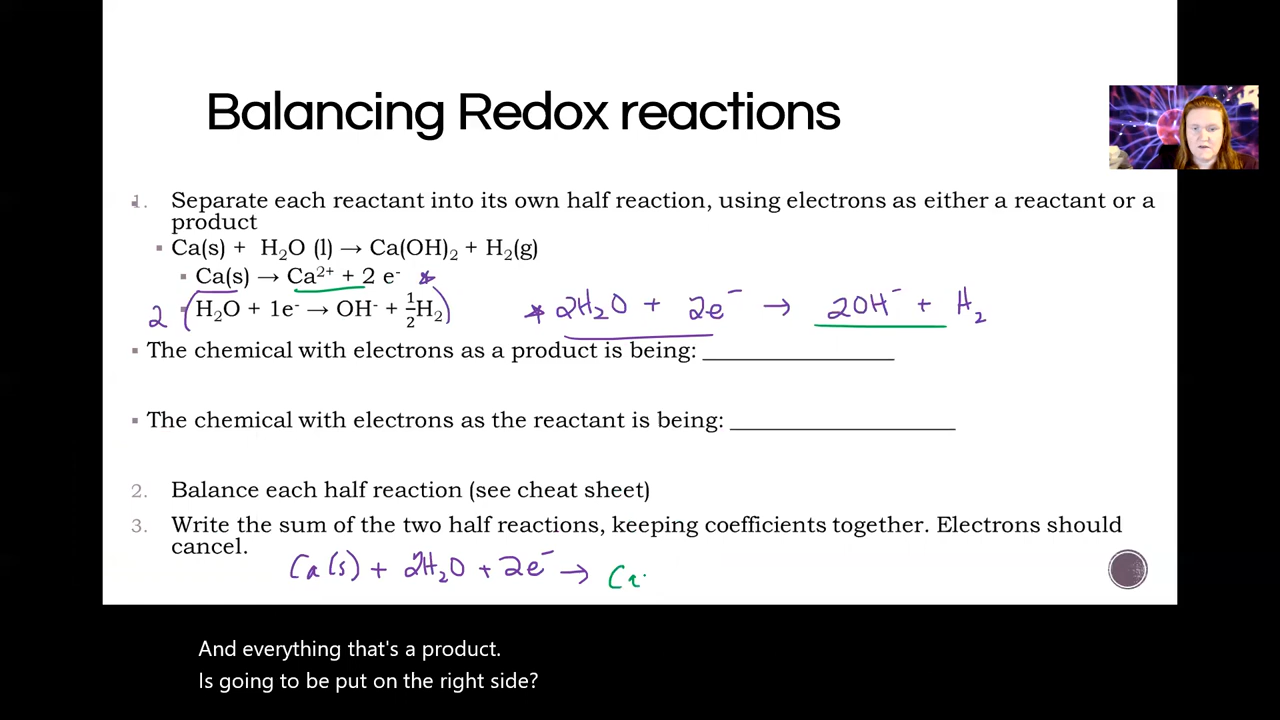 Balancing Redox reactions
1. Separate each reactant into its own half reaction, using electrons as either a reactant or a
product
▪ Ca(s) + H₂O (l) → Ca(OH)₂ + H₂(g)
▪ Ca(s) → Ca²⁺ + 2 e⁻ *
2 ( H₂O + 1e⁻ → OH⁻ + ½H₂ ) * 2H₂O + 2e⁻ → 2OH⁻ + H₂
▪ The chemical with electrons as a product is being: ________________
▪ The chemical with electrons as the reactant is being: ___________________
2. Balance each half reaction (see cheat sheet)
3. Write the sum of the two half reactions, keeping coefficients together. Electrons should
cancel.
Ca(s) + 2H₂O + 2e⁻ → Ca
And everything that's a product.
Is going to be put on the right side?